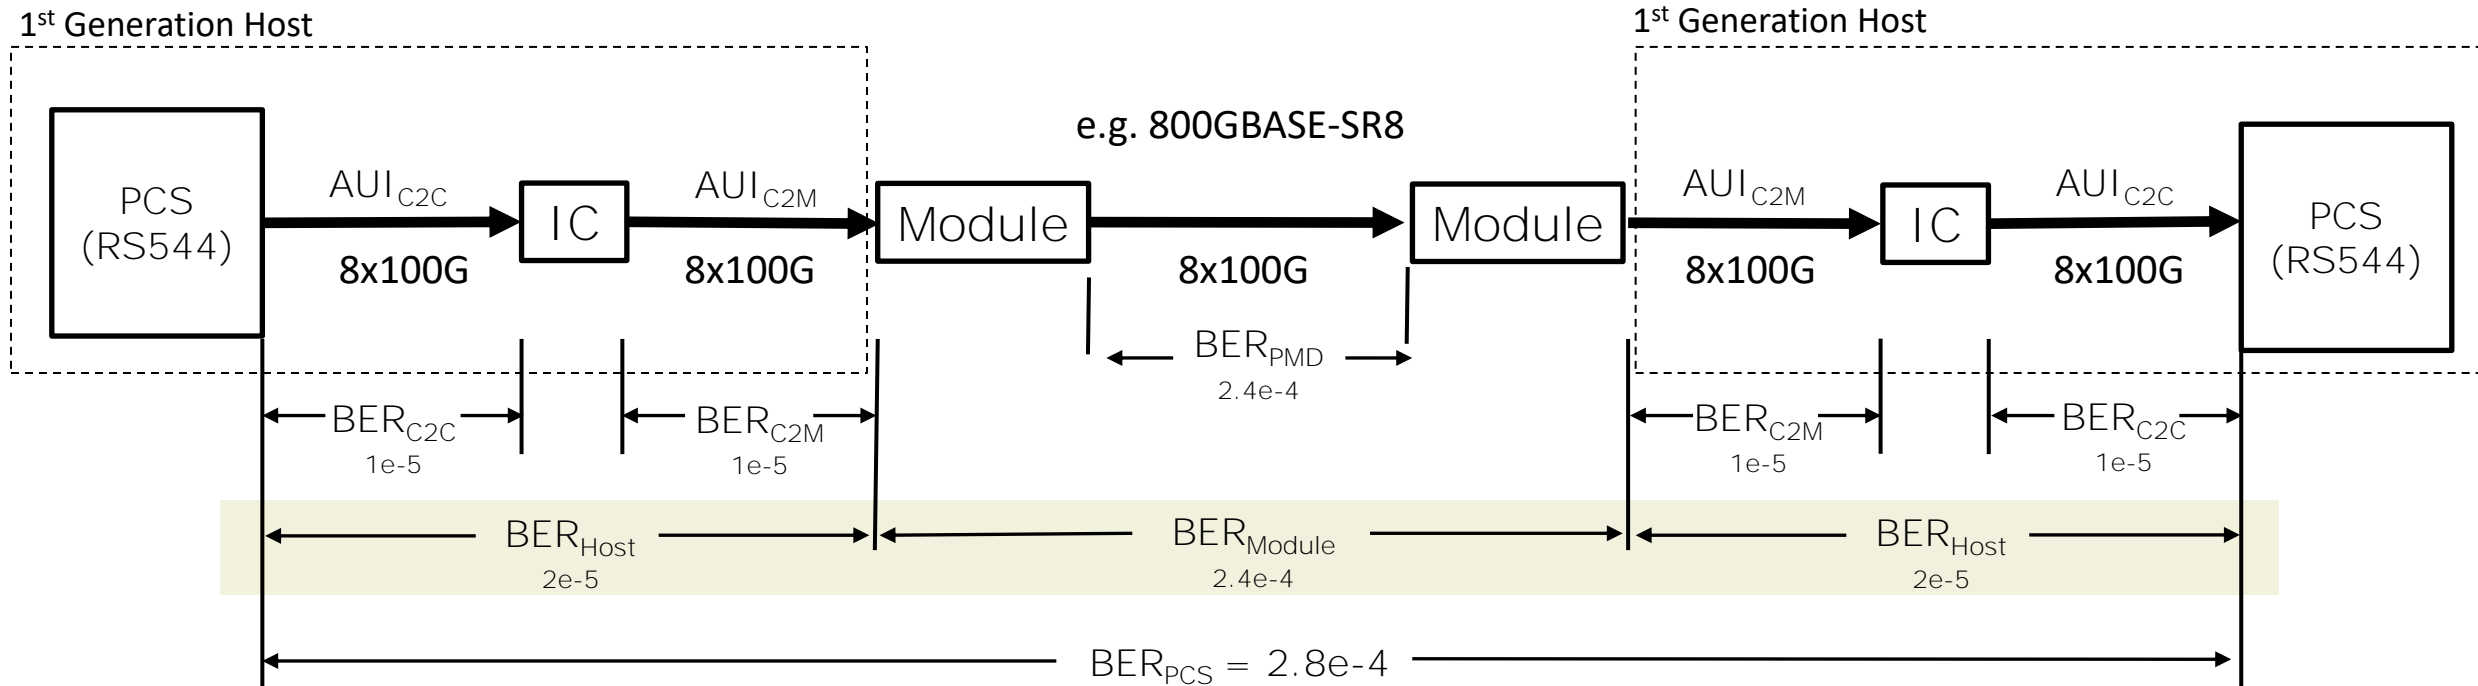 1st Generation Host
1st Generation Host
e.g. 800GBASE-SR8
PCS
(RS544)
AUIC2C
8x100G
IC
AUIC2M
8x100G
Module
8x100G
Module
AUIC2M
8x100G
IC
AUIC2C
8x100G
PCS
(RS544)
BERPMD
2.4e-4
BERC2C
1e-5
BERC2M
1e-5
BERC2M
1e-5
BERC2C
1e-5
BERHost
2e-5
BERModule
2.4e-4
BERHost
2e-5
BERPCS = 2.8e-4